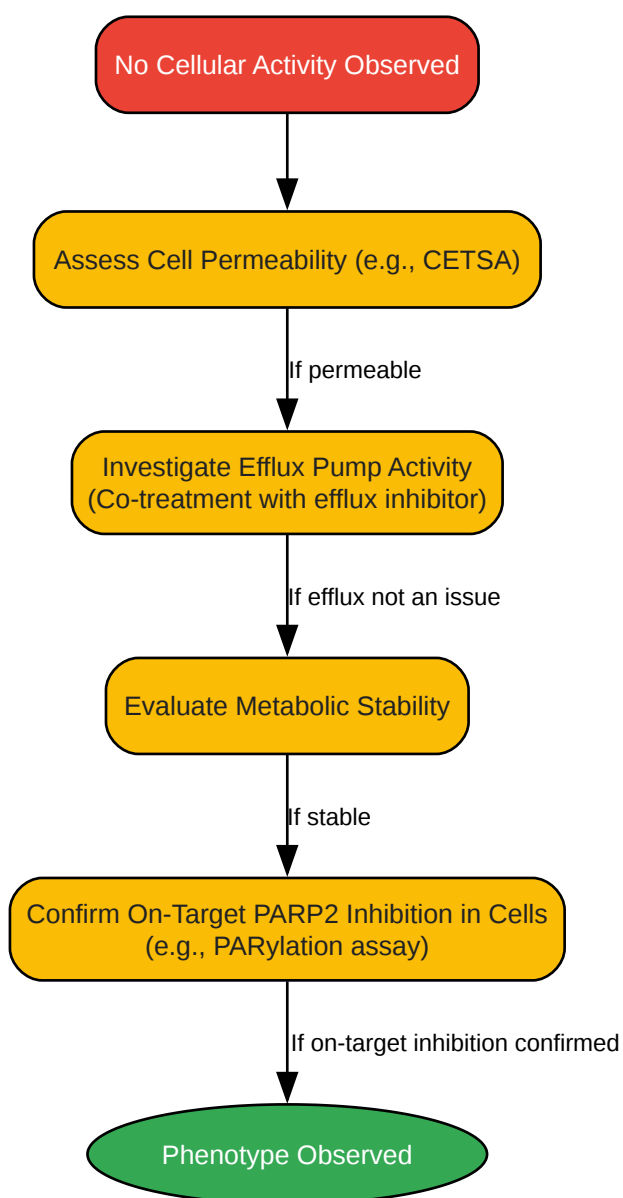 No Cellular Activity Observed
Assess Cell Permeability (e.g., CETSA)
If permeable
Investigate Efflux Pump Activity
(Co-treatment with efflux inhibitor)
If efflux not an issue
Evaluate Metabolic Stability
If stable
Confirm On-Target PARP2 Inhibition in Cells
(e.g., PARylation assay)
If on-target inhibition confirmed
Phenotype Observed